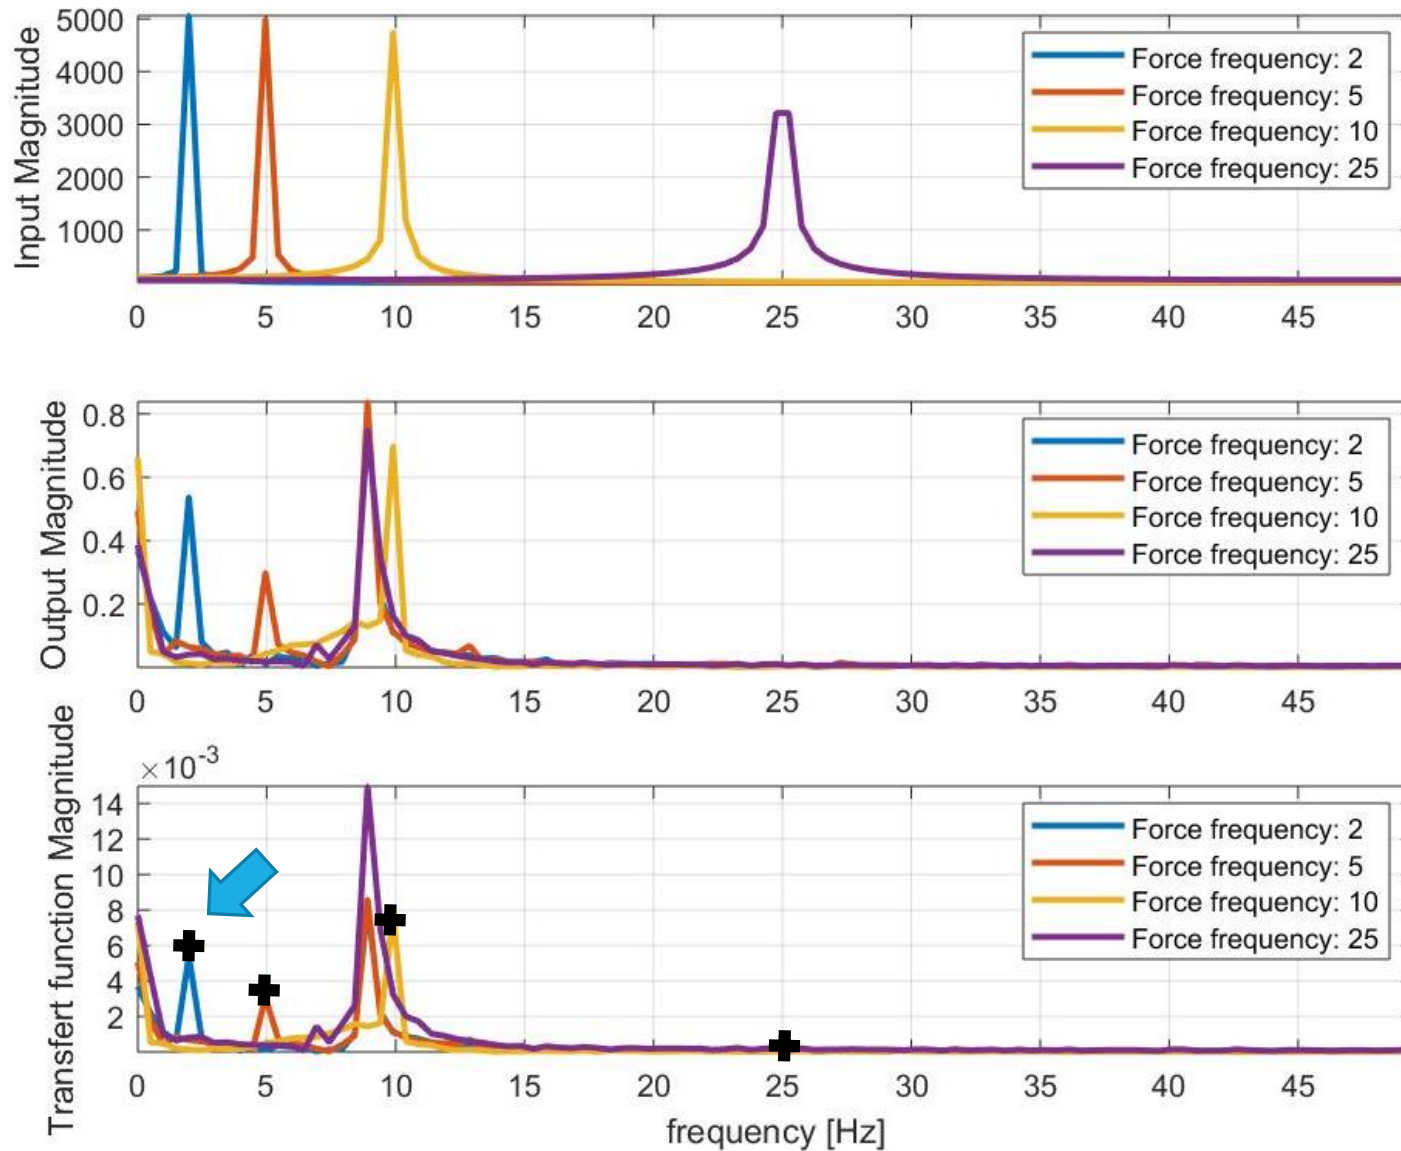 Input Magnitude
5000
4000
3000
2000
1000
0 5 10 15 20 25 30 35 40 45
Force frequency: 2
Force frequency: 5
Force frequency: 10
Force frequency: 25
Output Magnitude
0.8
0.6
0.4
0.2
0 5 10 15 20 25 30 35 40 45
Force frequency: 2
Force frequency: 5
Force frequency: 10
Force frequency: 25
Transfert function Magnitude
×10-3
14
12
10
8
6
4
2
0 5 10 15 20 25 30 35 40 45
Force frequency: 2
Force frequency: 5
Force frequency: 10
Force frequency: 25
frequency [Hz]